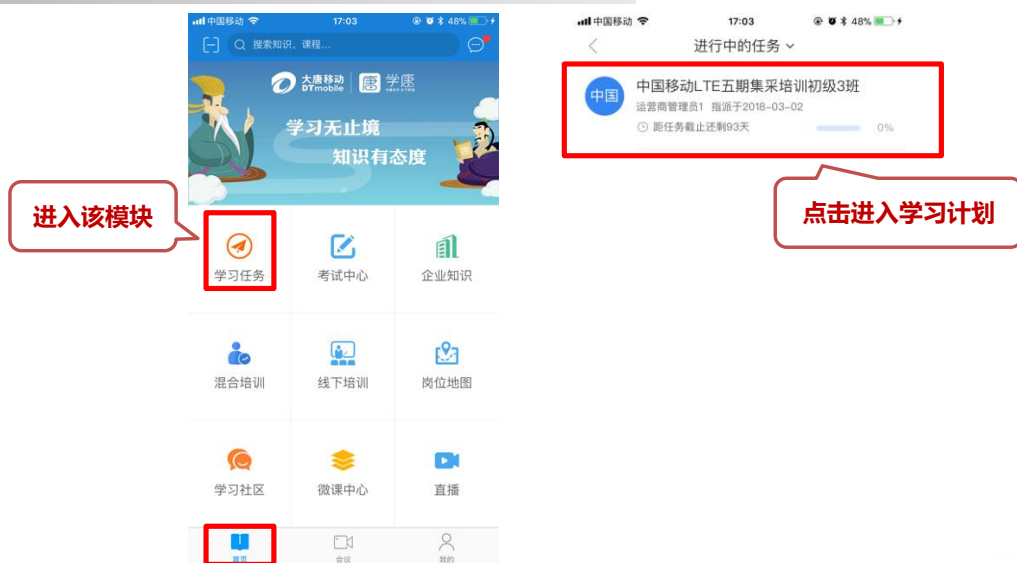 中国移动 17:03 48%
搜索知识、课程...
大唐移动 DTmobile 唐 学唐
学习无止境
知识有态度
进入该模块
学习任务 考试中心 企业知识
混合培训 线下培训 岗位地图
学习社区 微课中心 直播
首页 会议 我的
中国移动 17:03 48%
进行中的任务
中国 中国移动LTE五期集采培训初级3班
运营商管理员1 指派于2018-03-02
距任务截止还剩93天 0%
点击进入学习计划